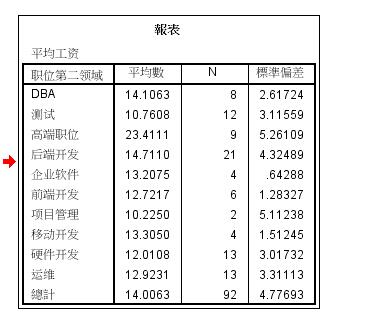 報表
平均工资
职位第二领域 平均數 N 標準偏差
DBA 14.1063 8 2.61724
测试 10.7608 12 3.11559
高端职位 23.4111 9 5.26109
后端开发 14.7110 21 4.32489
企业软件 13.2075 4 .64288
前端开发 12.7217 6 1.28327
项目管理 10.2250 2 5.11238
移动开发 13.3050 4 1.51245
硬件开发 12.0108 13 3.01732
运维 12.9231 13 3.31113
總計 14.0063 92 4.77693